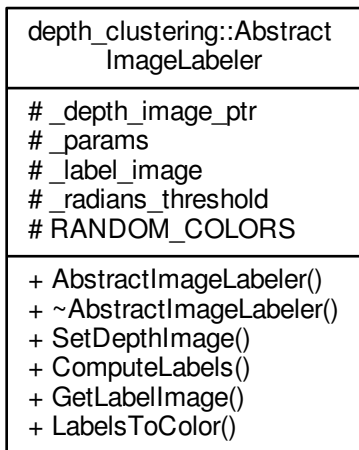 depth_clustering::Abstract
ImageLabeler
# _depth_image_ptr
# _params
# _label_image
# _radians_threshold
# RANDOM_COLORS
+ AbstractImageLabeler()
+ ~AbstractImageLabeler()
+ SetDepthImage()
+ ComputeLabels()
+ GetLabelImage()
+ LabelsToColor()